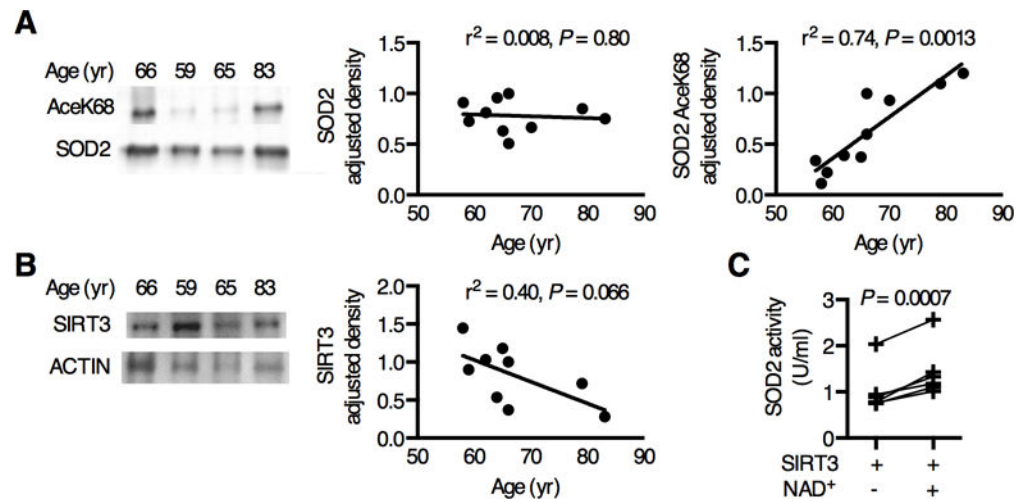 A
Age (yr) 66 59 65 83
AceK68
SOD2
SOD2
adjusted density
r² = 0.008, P = 0.80
1.5
1.0
0.5
0.0
50 60 70 80 90
Age (yr)
SOD2 AceK68
adjusted density
r² = 0.74, P = 0.0013
1.5
1.0
0.5
0.0
50 60 70 80 90
Age (yr)
B
Age (yr) 66 59 65 83
SIRT3
ACTIN
SIRT3
adjusted density
r² = 0.40, P = 0.066
2.0
1.5
1.0
0.5
0.0
50 60 70 80 90
Age (yr)
C
P = 0.0007
SOD2 activity
(U/ml)
3
2
1
0
SIRT3 + +
NAD⁺ - +